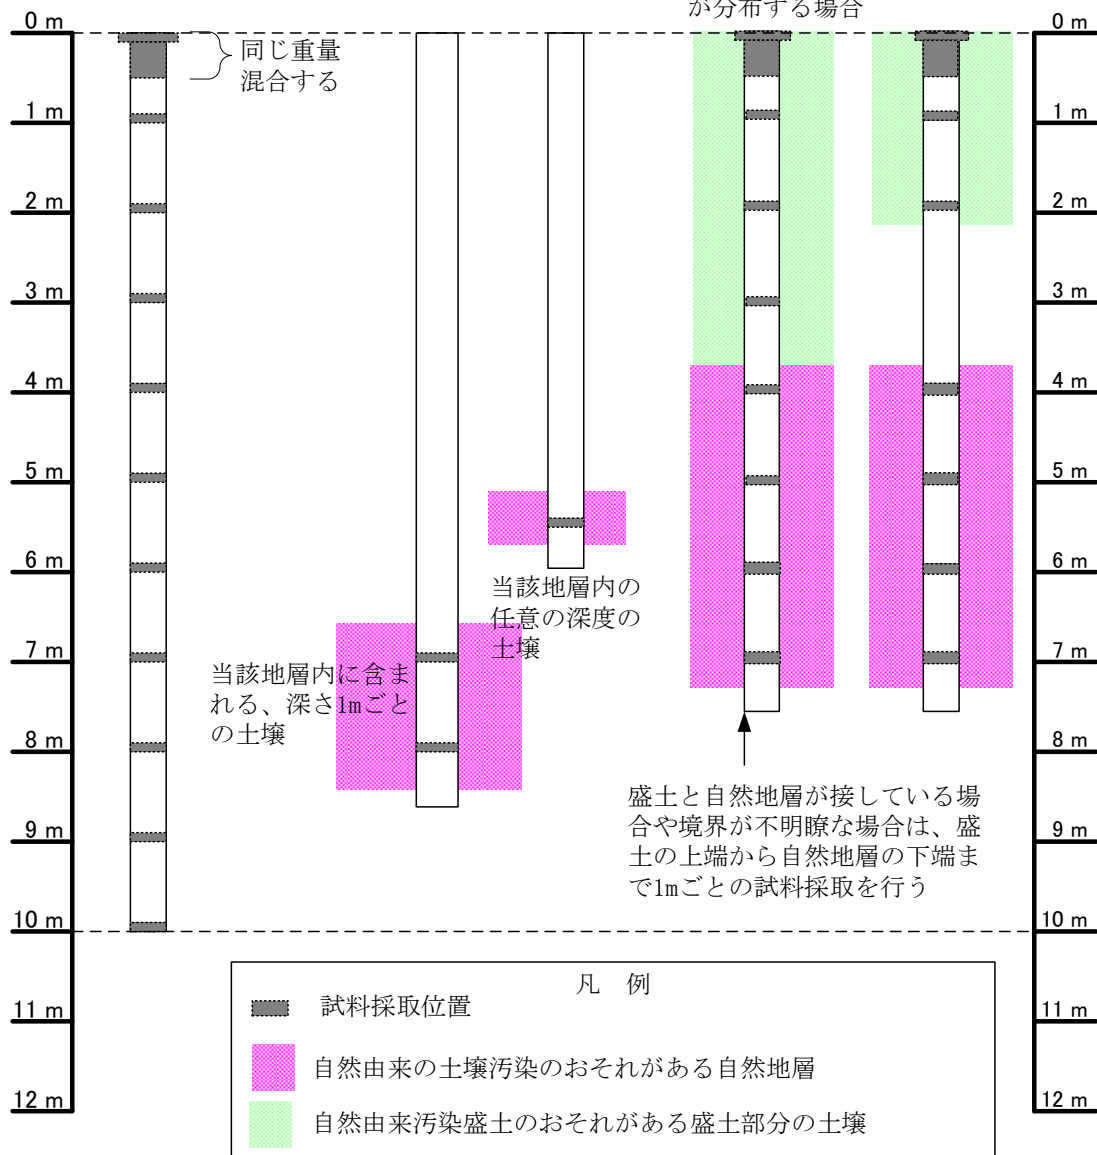 が分布する場合
0 m
0 m
同じ重量
混合する
1 m
1 m
2 m
2 m
3 m
3 m
4 m
4 m
5 m
5 m
6 m
6 m
当該地層内の
任意の深度の
土壌
7 m
7 m
当該地層内に含ま
れる、深さ1mごと
の土壌
8 m
8 m
盛土と自然地層が接している場
合や境界が不明瞭な場合は、盛
土の上端から自然地層の下端ま
で1mごとの試料採取を行う
9 m
9 m
10 m
10 m
凡 例
試料採取位置
11 m
11 m
自然由来の土壌汚染のおそれがある自然地層
自然由来汚染盛土のおそれがある盛土部分の土壌
12 m
12 m